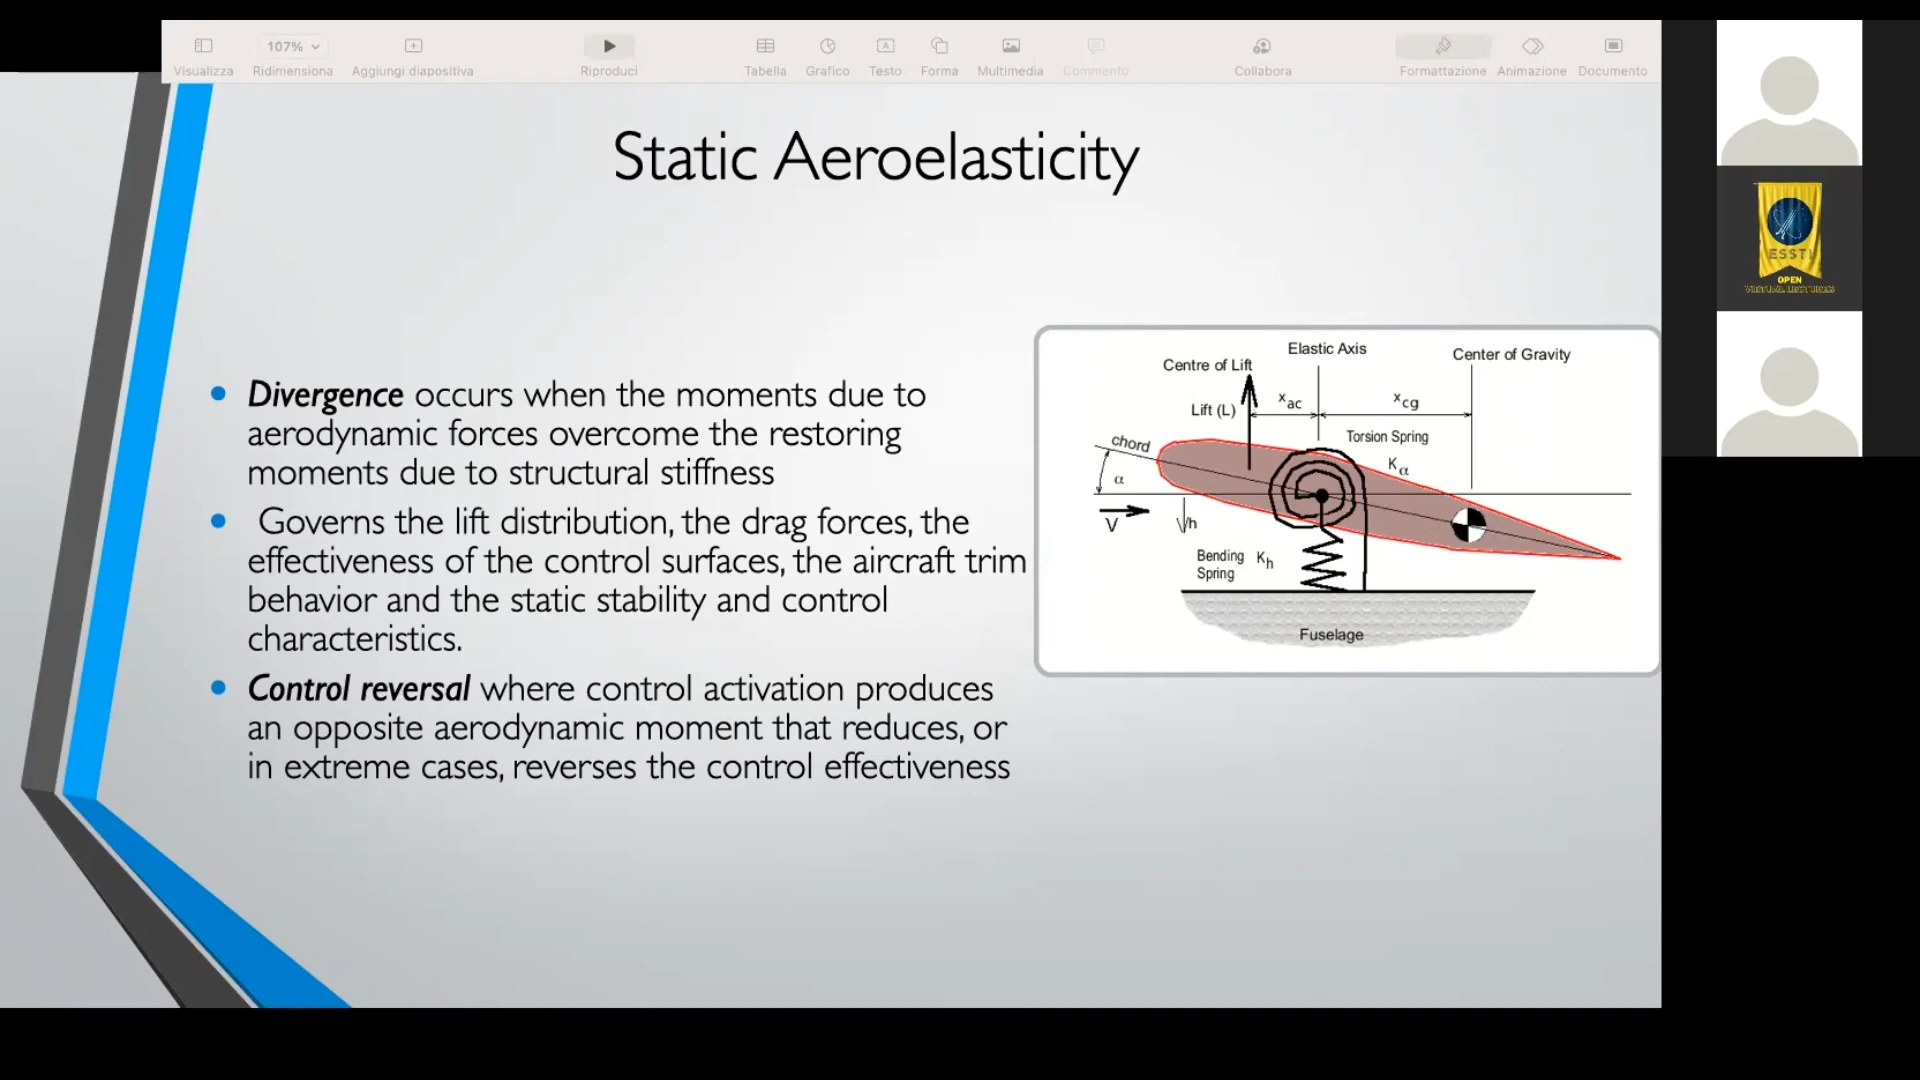 Visualizza
107%
Ridimensiona
Aggiungi diapositiva
Riproduci
Tabella
Grafico
Testo
Forma
Multimedia
Commento
Collabora
Formattazione
Animazione
Documento
Static Aeroelasticity
Divergence occurs when the moments due to
aerodynamic forces overcome the restoring
moments due to structural stiffness
Governs the lift distribution, the drag forces, the
effectiveness of the control surfaces, the aircraft trim
behavior and the static stability and control
characteristics.
Control reversal where control activation produces
an opposite aerodynamic moment that reduces, or
in extreme cases, reverses the control effectiveness
Elastic Axis
Centre of Lift
Center of Gravity
Lift (L)
xac
xcg
Torsion Spring
Kα
chord
α
V
h
Bending
Spring
Kh
Fuselage
ESSTI
OPEN
VIRTUAL LECTURES